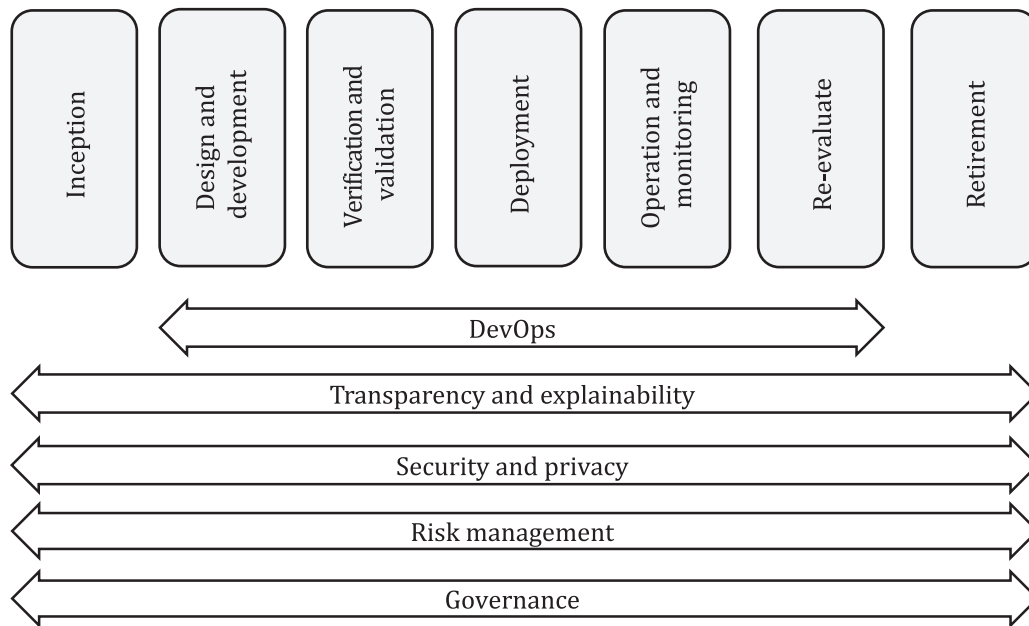 Inception
Design and
development
Verification and
validation
Deployment
Operation and
monitoring
Re-evaluate
Retirement
DevOps
Transparency and explainability
Security and privacy
Risk management
Governance